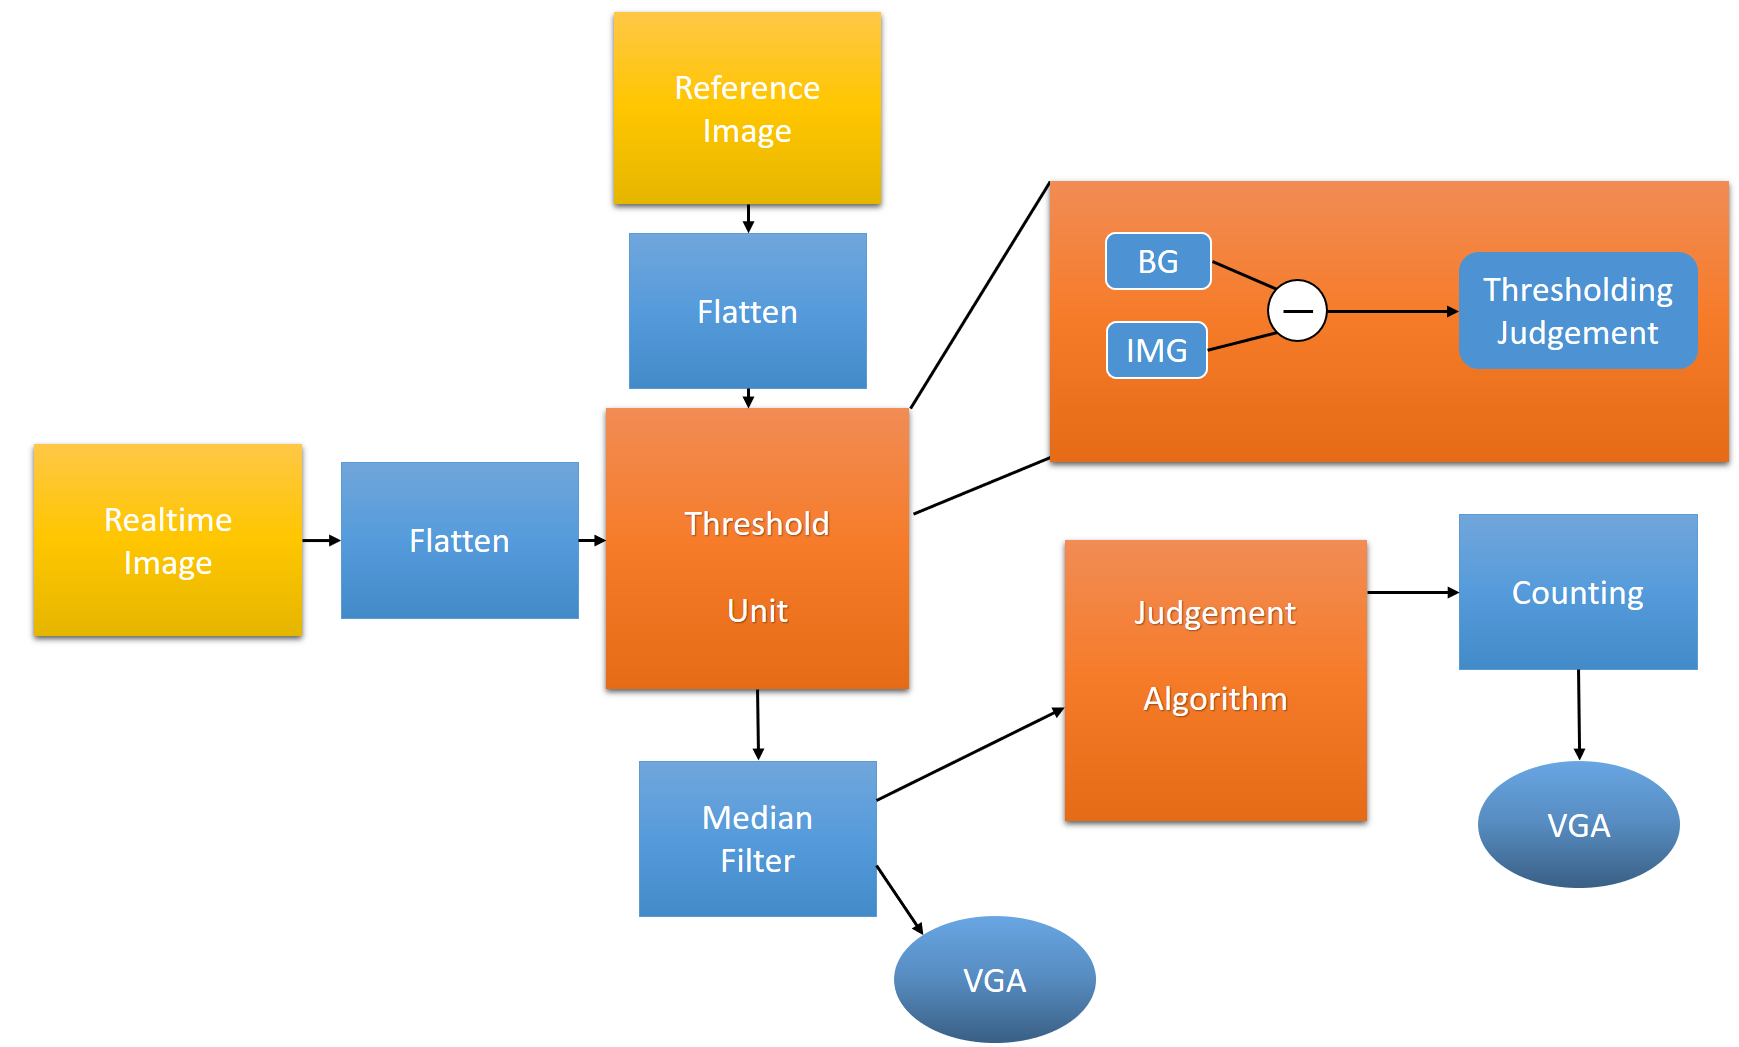 Reference
Image
Flatten
BG
IMG
—
Thresholding
Judgement
Realtime
Image
Flatten
Threshold
Unit
Judgement
Algorithm
Counting
Median
Filter
VGA
VGA